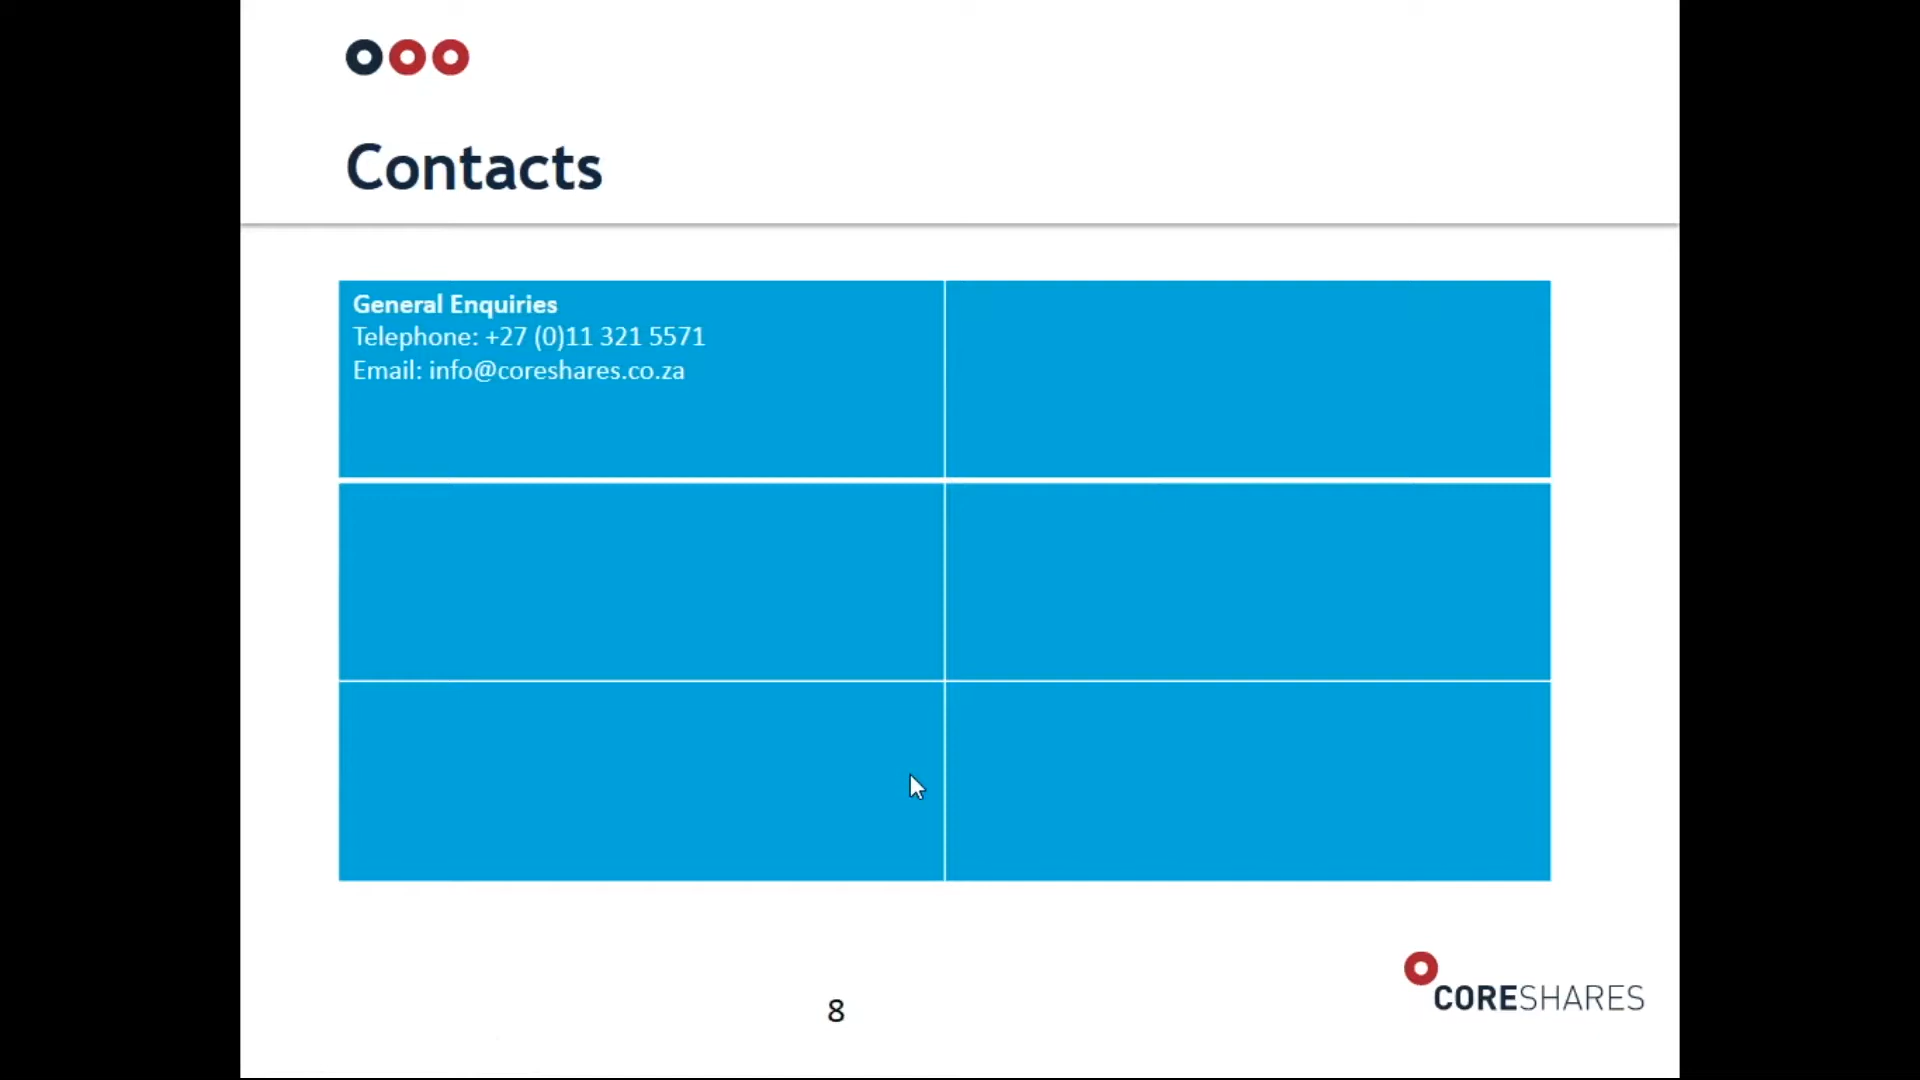 Contacts
General Enquiries
Telephone: +27 (0)11 321 5571
Email: info@coreshares.co.za
8
CORESHARES